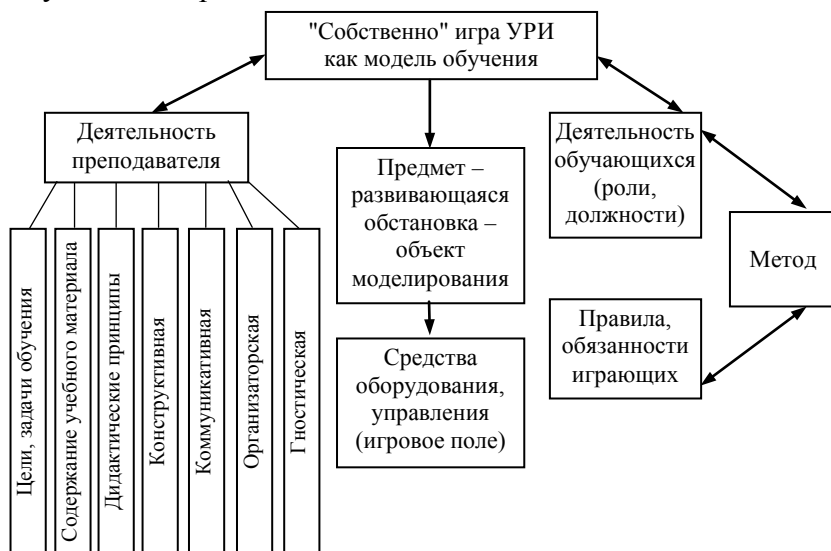 "Собственно" игра УРИ
как модель обучения
Деятельность
преподавателя
Цели, задачи обучения
Содержание учебного материала
Дидактические принципы
Конструктивная
Коммуникативная
Организаторская
Гностическая
Предмет –
развивающаяся
обстановка –
объект
моделирования
Средства
оборудования,
управления
(игровое поле)
Деятельность
обучающихся
(роли,
должности)
Метод
Правила,
обязанности
играющих